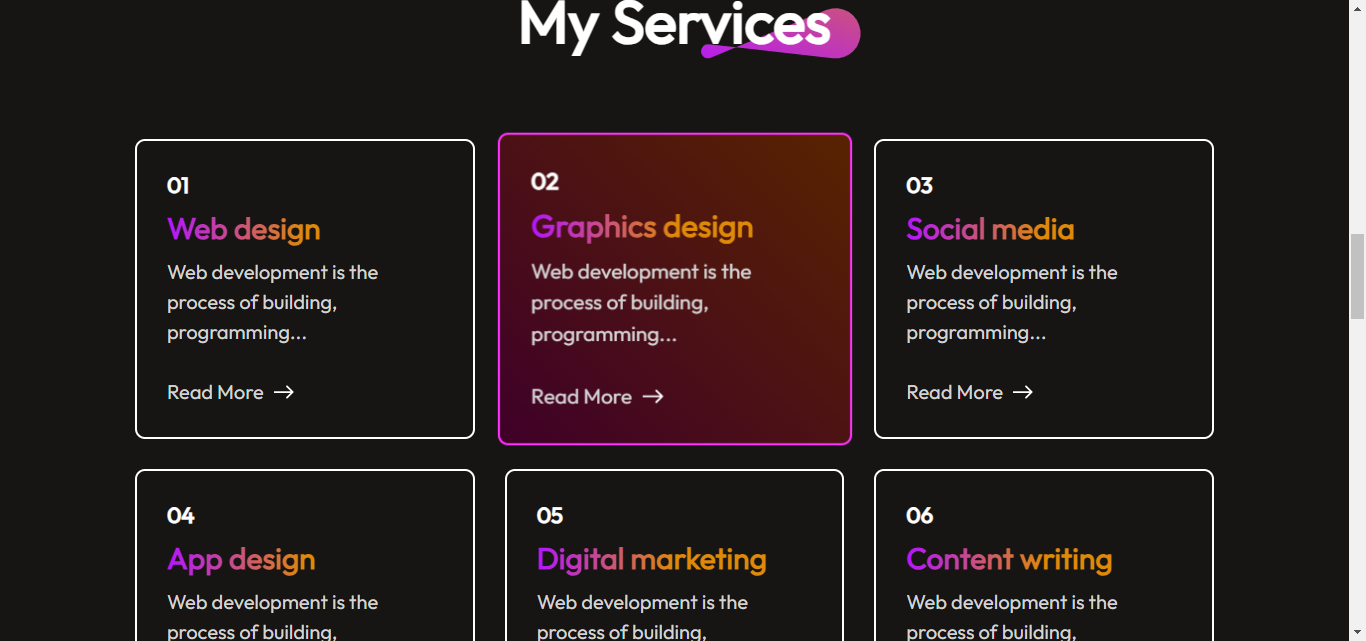 My Services
01
Web design
Web development is the
process of building,
programming...
Read More →
02
Graphics design
Web development is the
process of building,
programming...
Read More →
03
Social media
Web development is the
process of building,
programming...
Read More →
04
App design
Web development is the
process of building,
05
Digital marketing
Web development is the
process of building,
06
Content writing
Web development is the
process of building,